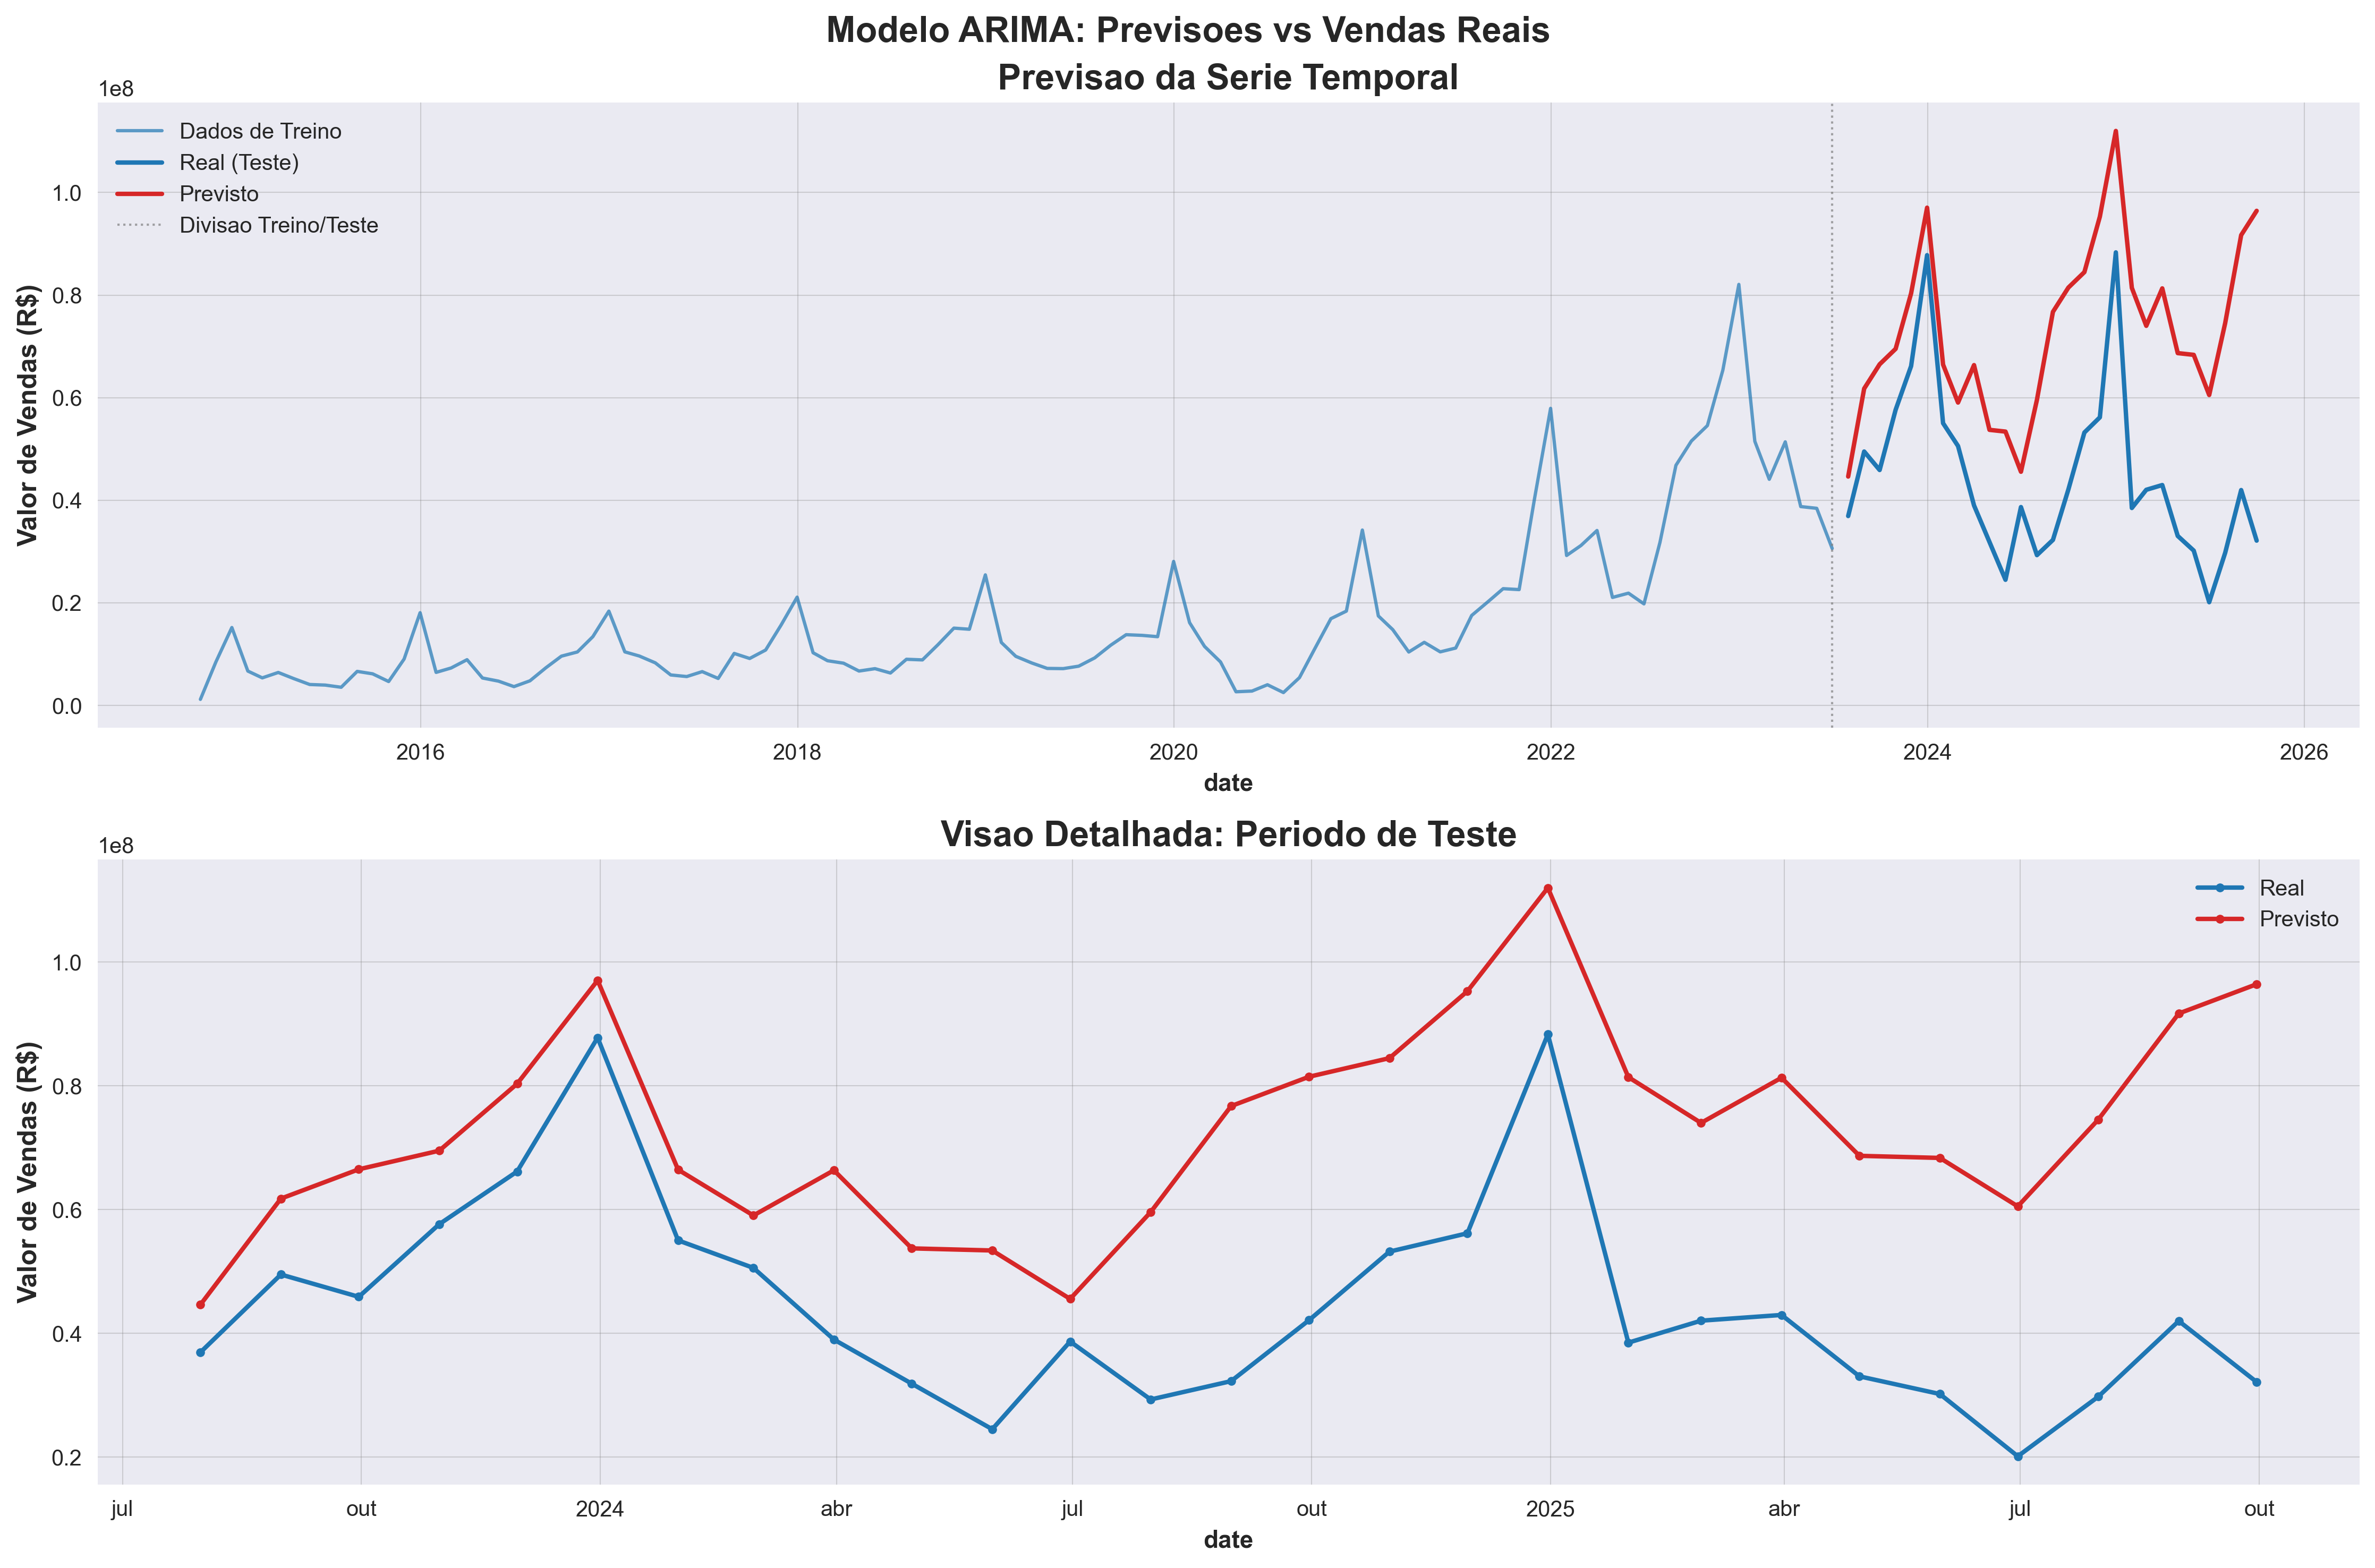 Modelo ARIMA: Previsoes vs Vendas Reais
Previsao da Serie Temporal
1e8
Dados de Treino
Real (Teste)
Previsto
Divisao Treino/Teste
Valor de Vendas (R$)
1.0
0.8
0.6
0.4
0.2
0.0
2016
2018
2020
2022
2024
2026
date
Visao Detalhada: Periodo de Teste
1e8
Real
Previsto
Valor de Vendas (R$)
1.0
0.8
0.6
0.4
0.2
jul
out
2024
abr
jul
out
2025
abr
jul
out
date